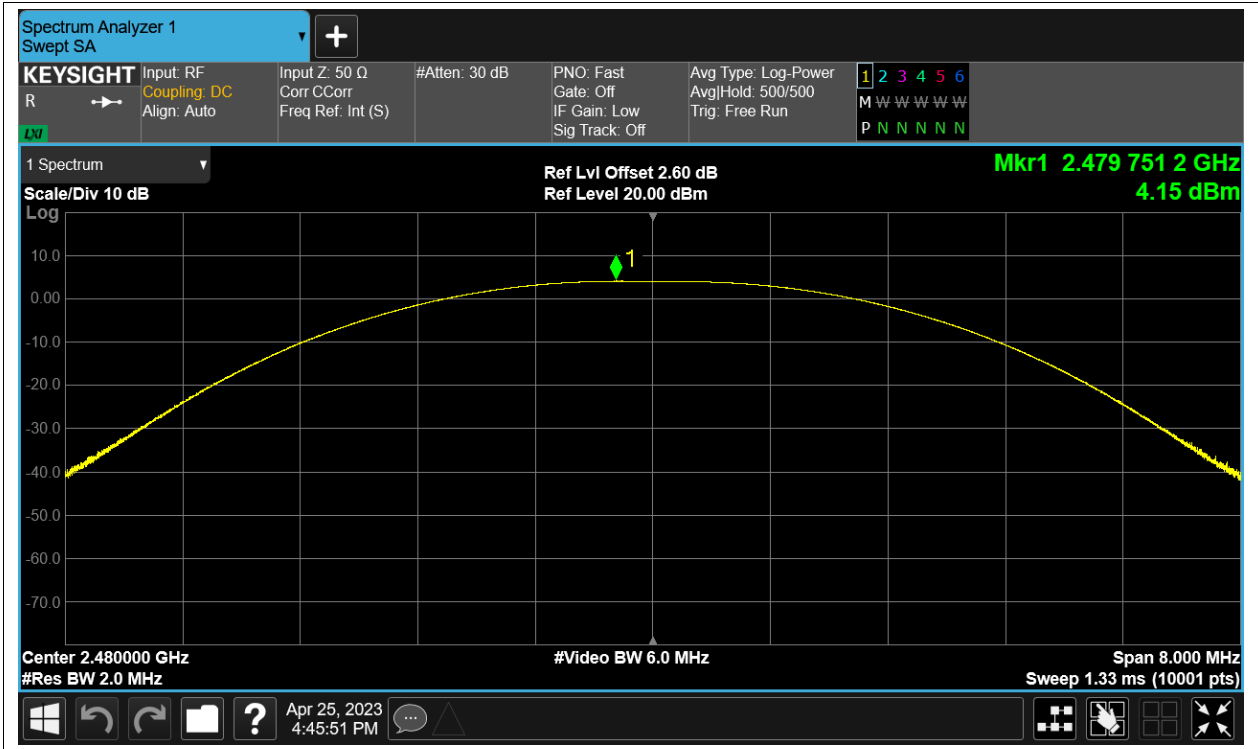 Spectrum Analyzer 1
Swept SA
+
KEYSIGHT
R
LXI
Input: RF
Coupling: DC
Align: Auto
Input Z: 50 Ω
Corr CCorr
Freq Ref: Int (S)
#Atten: 30 dB
PNO: Fast
Gate: Off
IF Gain: Low
Sig Track: Off
Avg Type: Log-Power
Avg|Hold: 500/500
Trig: Free Run
1 2 3 4 5 6
M W W W W W
P N N N N N
1 Spectrum
Scale/Div 10 dB
Log
Ref Lvl Offset 2.60 dB
Ref Level 20.00 dBm
Mkr1 2.479 751 2 GHz
4.15 dBm
1
10.0
0.00
-10.0
-20.0
-30.0
-40.0
-50.0
-60.0
-70.0
Center 2.480000 GHz
#Video BW 6.0 MHz
Span 8.000 MHz
#Res BW 2.0 MHz
Sweep 1.33 ms (10001 pts)
?
Apr 25, 2023
4:45:51 PM